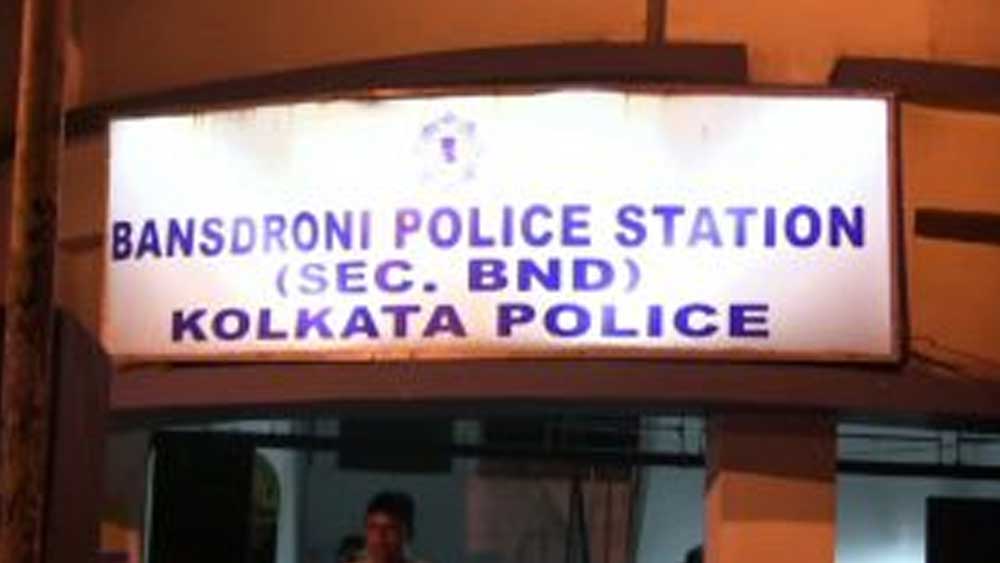 BANSDRONI POLICE STATION
(SEC. BND)
KOLKATA POLICE